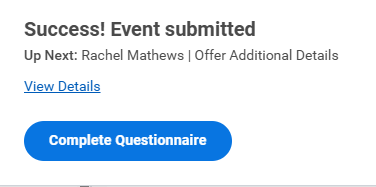 Success! Event submitted
Up Next: Rachel Mathews | Offer Additional Details
View Details
Complete Questionnaire